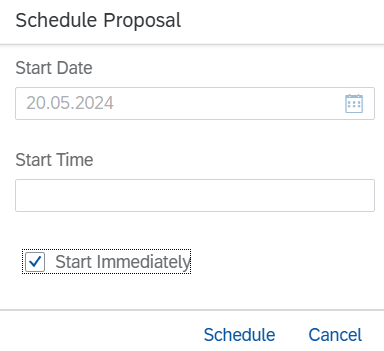 Schedule Proposal
Start Date
20.05.2024
Start Time
Start Immediately
Schedule Cancel